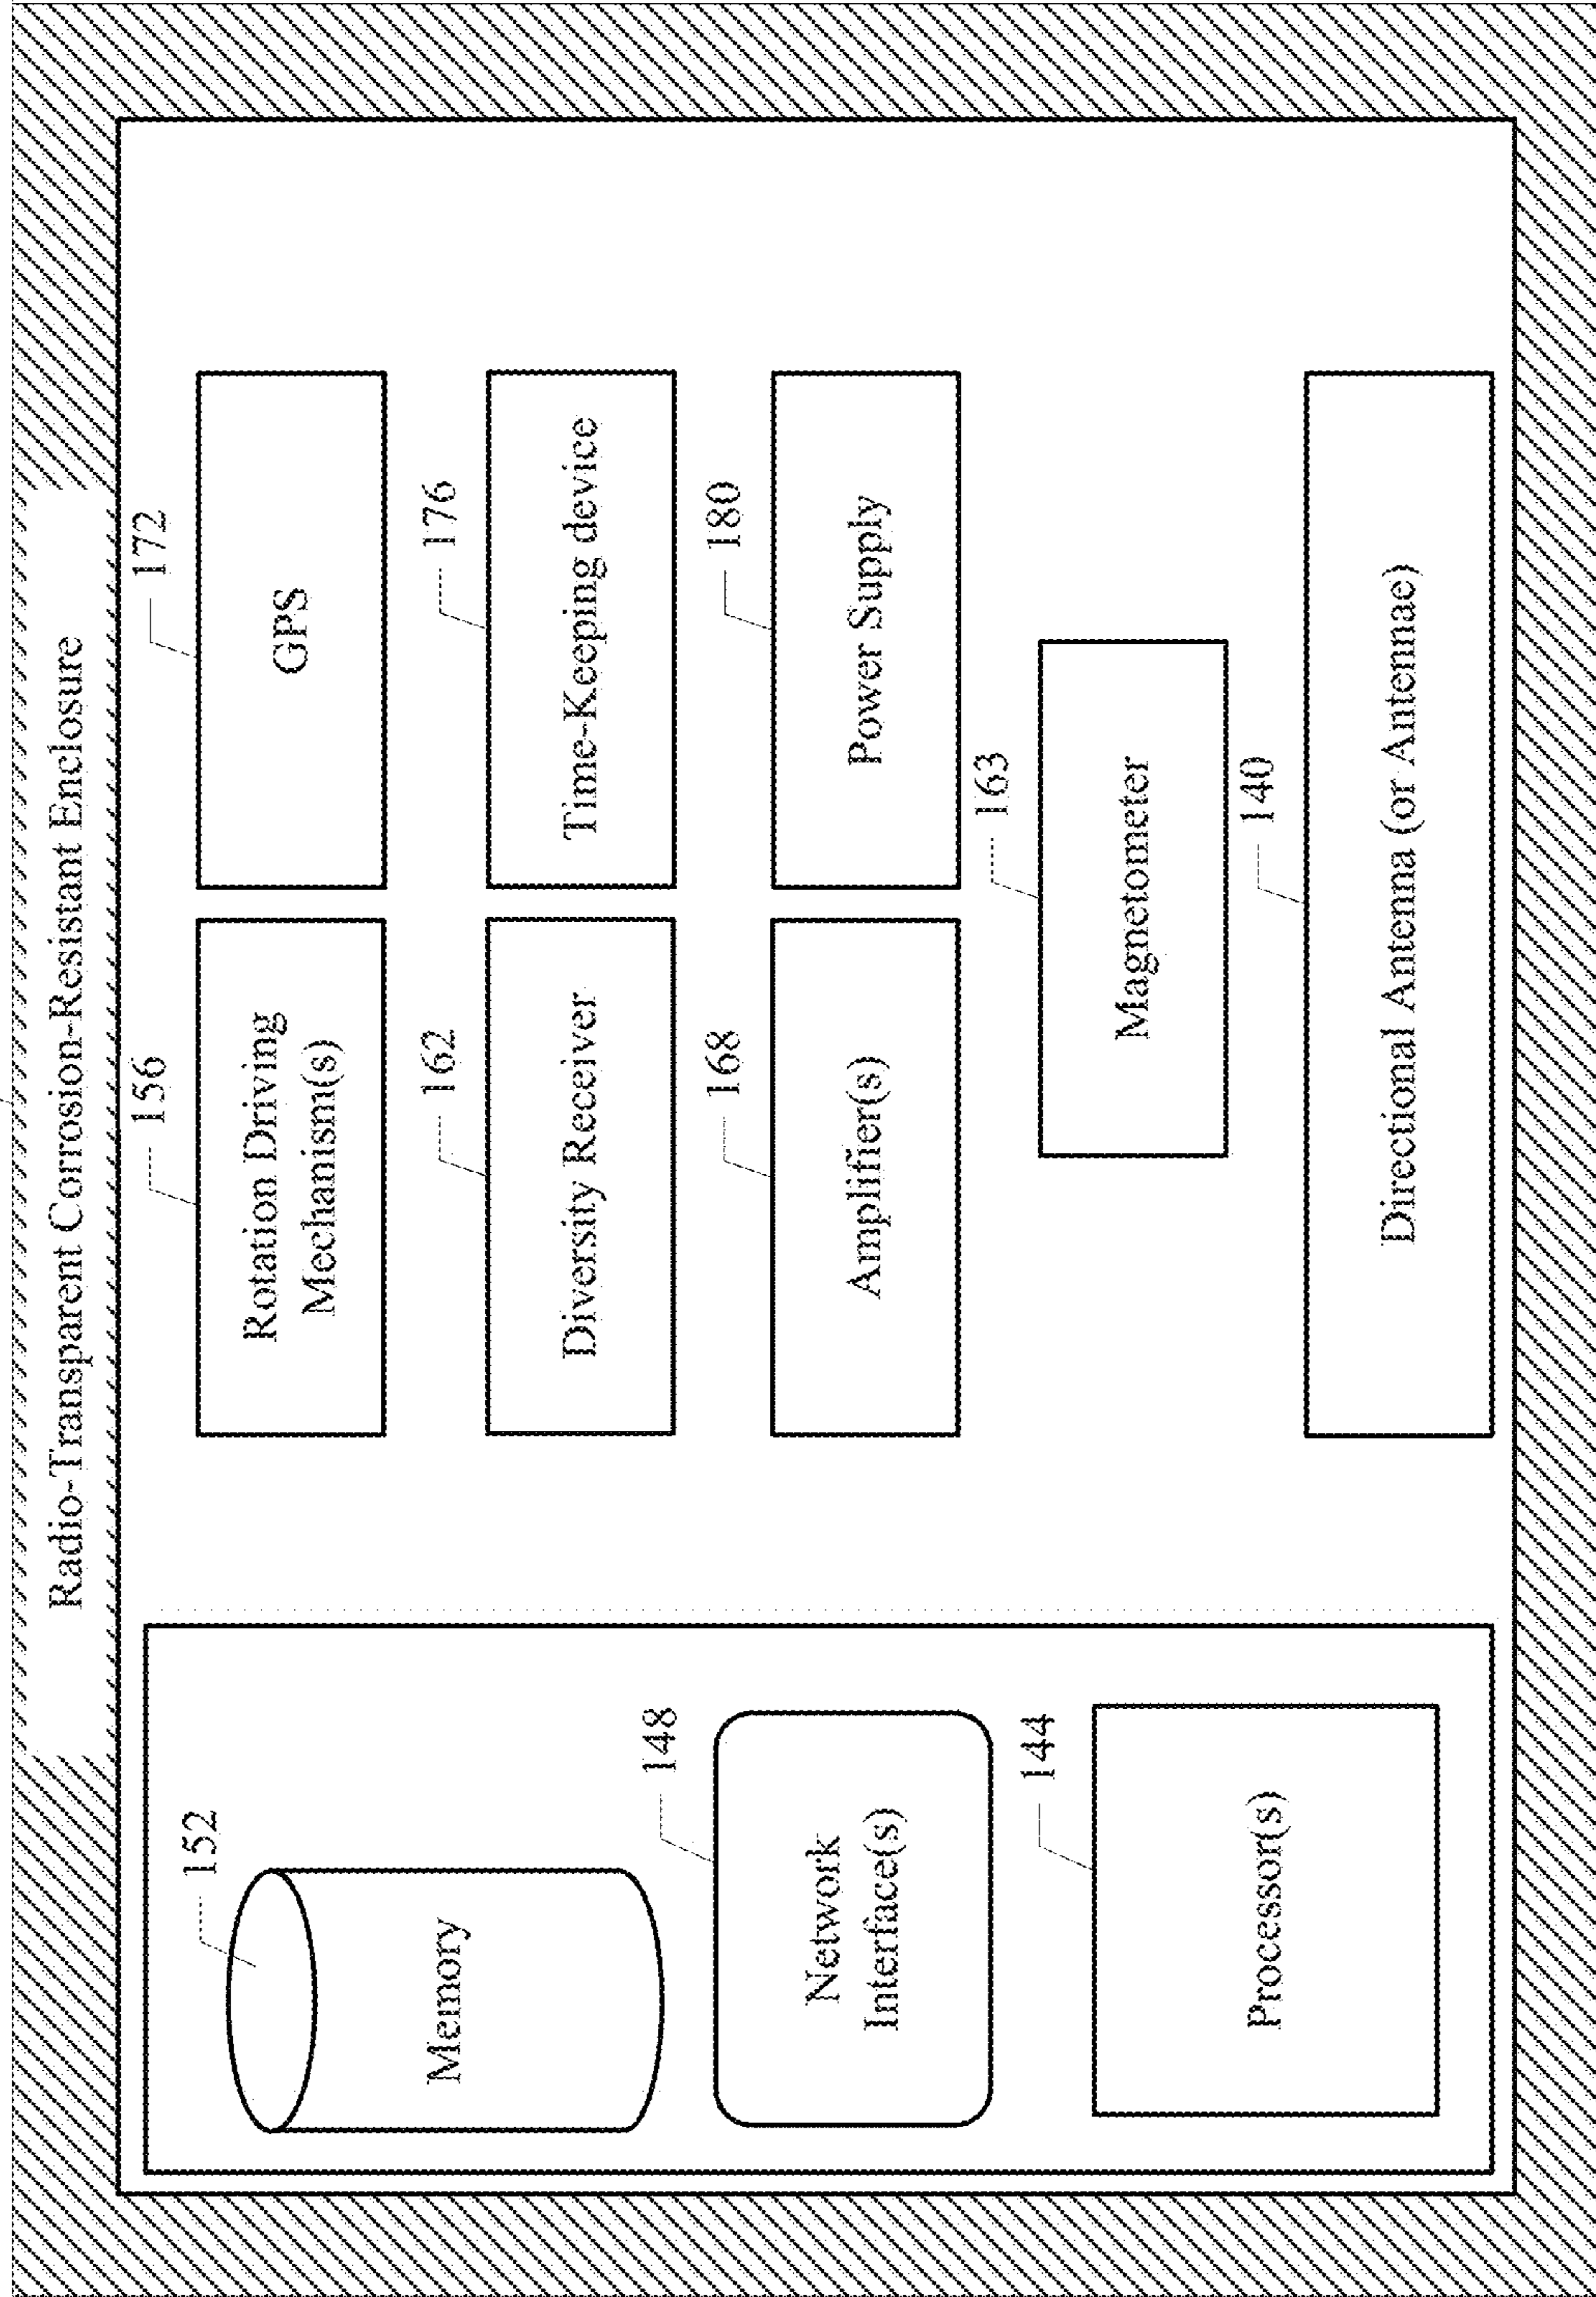 Radio-Transparent Corrosion-Resistant Enclosure
152
Memory
148
Network
Interface(s)
144
Processor(s)
156
Rotation Driving
Mechanism(s)
172
GPS
162
Diversity Receiver
176
Time-Keeping device
168
Amplifier(s)
180
Power Supply
163
Magnetometer
140
Directional Antenna (or Antennae)